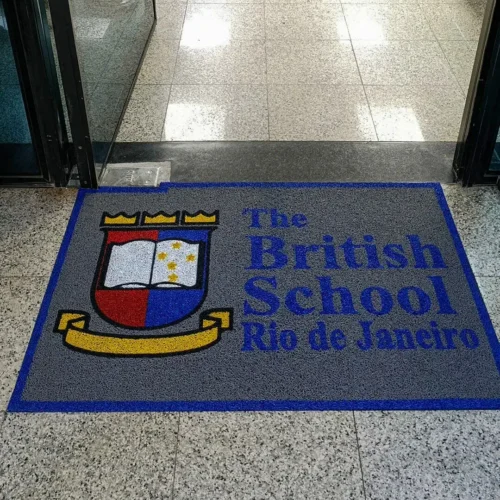 The
British
School
Rio de Janeiro